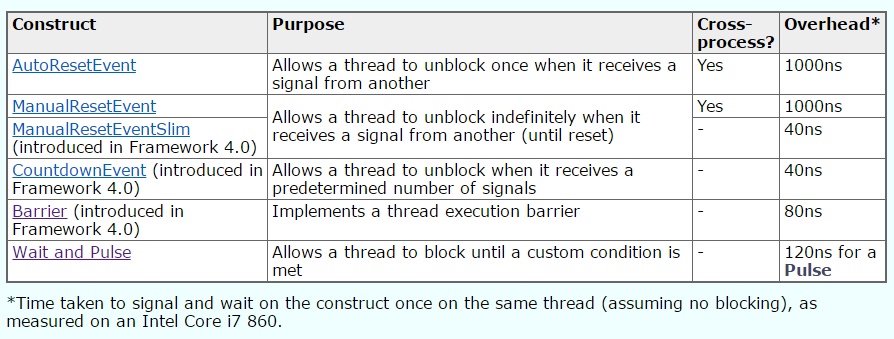 Construct Purpose Cross-
process? Overhead*
AutoResetEvent Allows a thread to unblock once when it receives a
signal from another Yes 1000ns
ManualResetEvent Allows a thread to unblock indefinitely when it
receives a signal from another (until reset) Yes 1000ns
ManualResetEventSlim
(introduced in Framework 4.0) - 40ns
CountdownEvent (introduced in
Framework 4.0) Allows a thread to unblock when it receives a
predetermined number of signals - 40ns
Barrier (introduced in
Framework 4.0) Implements a thread execution barrier - 80ns
Wait and Pulse Allows a thread to block until a custom condition is
met - 120ns for a
Pulse
*Time taken to signal and wait on the construct once on the same thread (assuming no blocking), as
measured on an Intel Core i7 860.